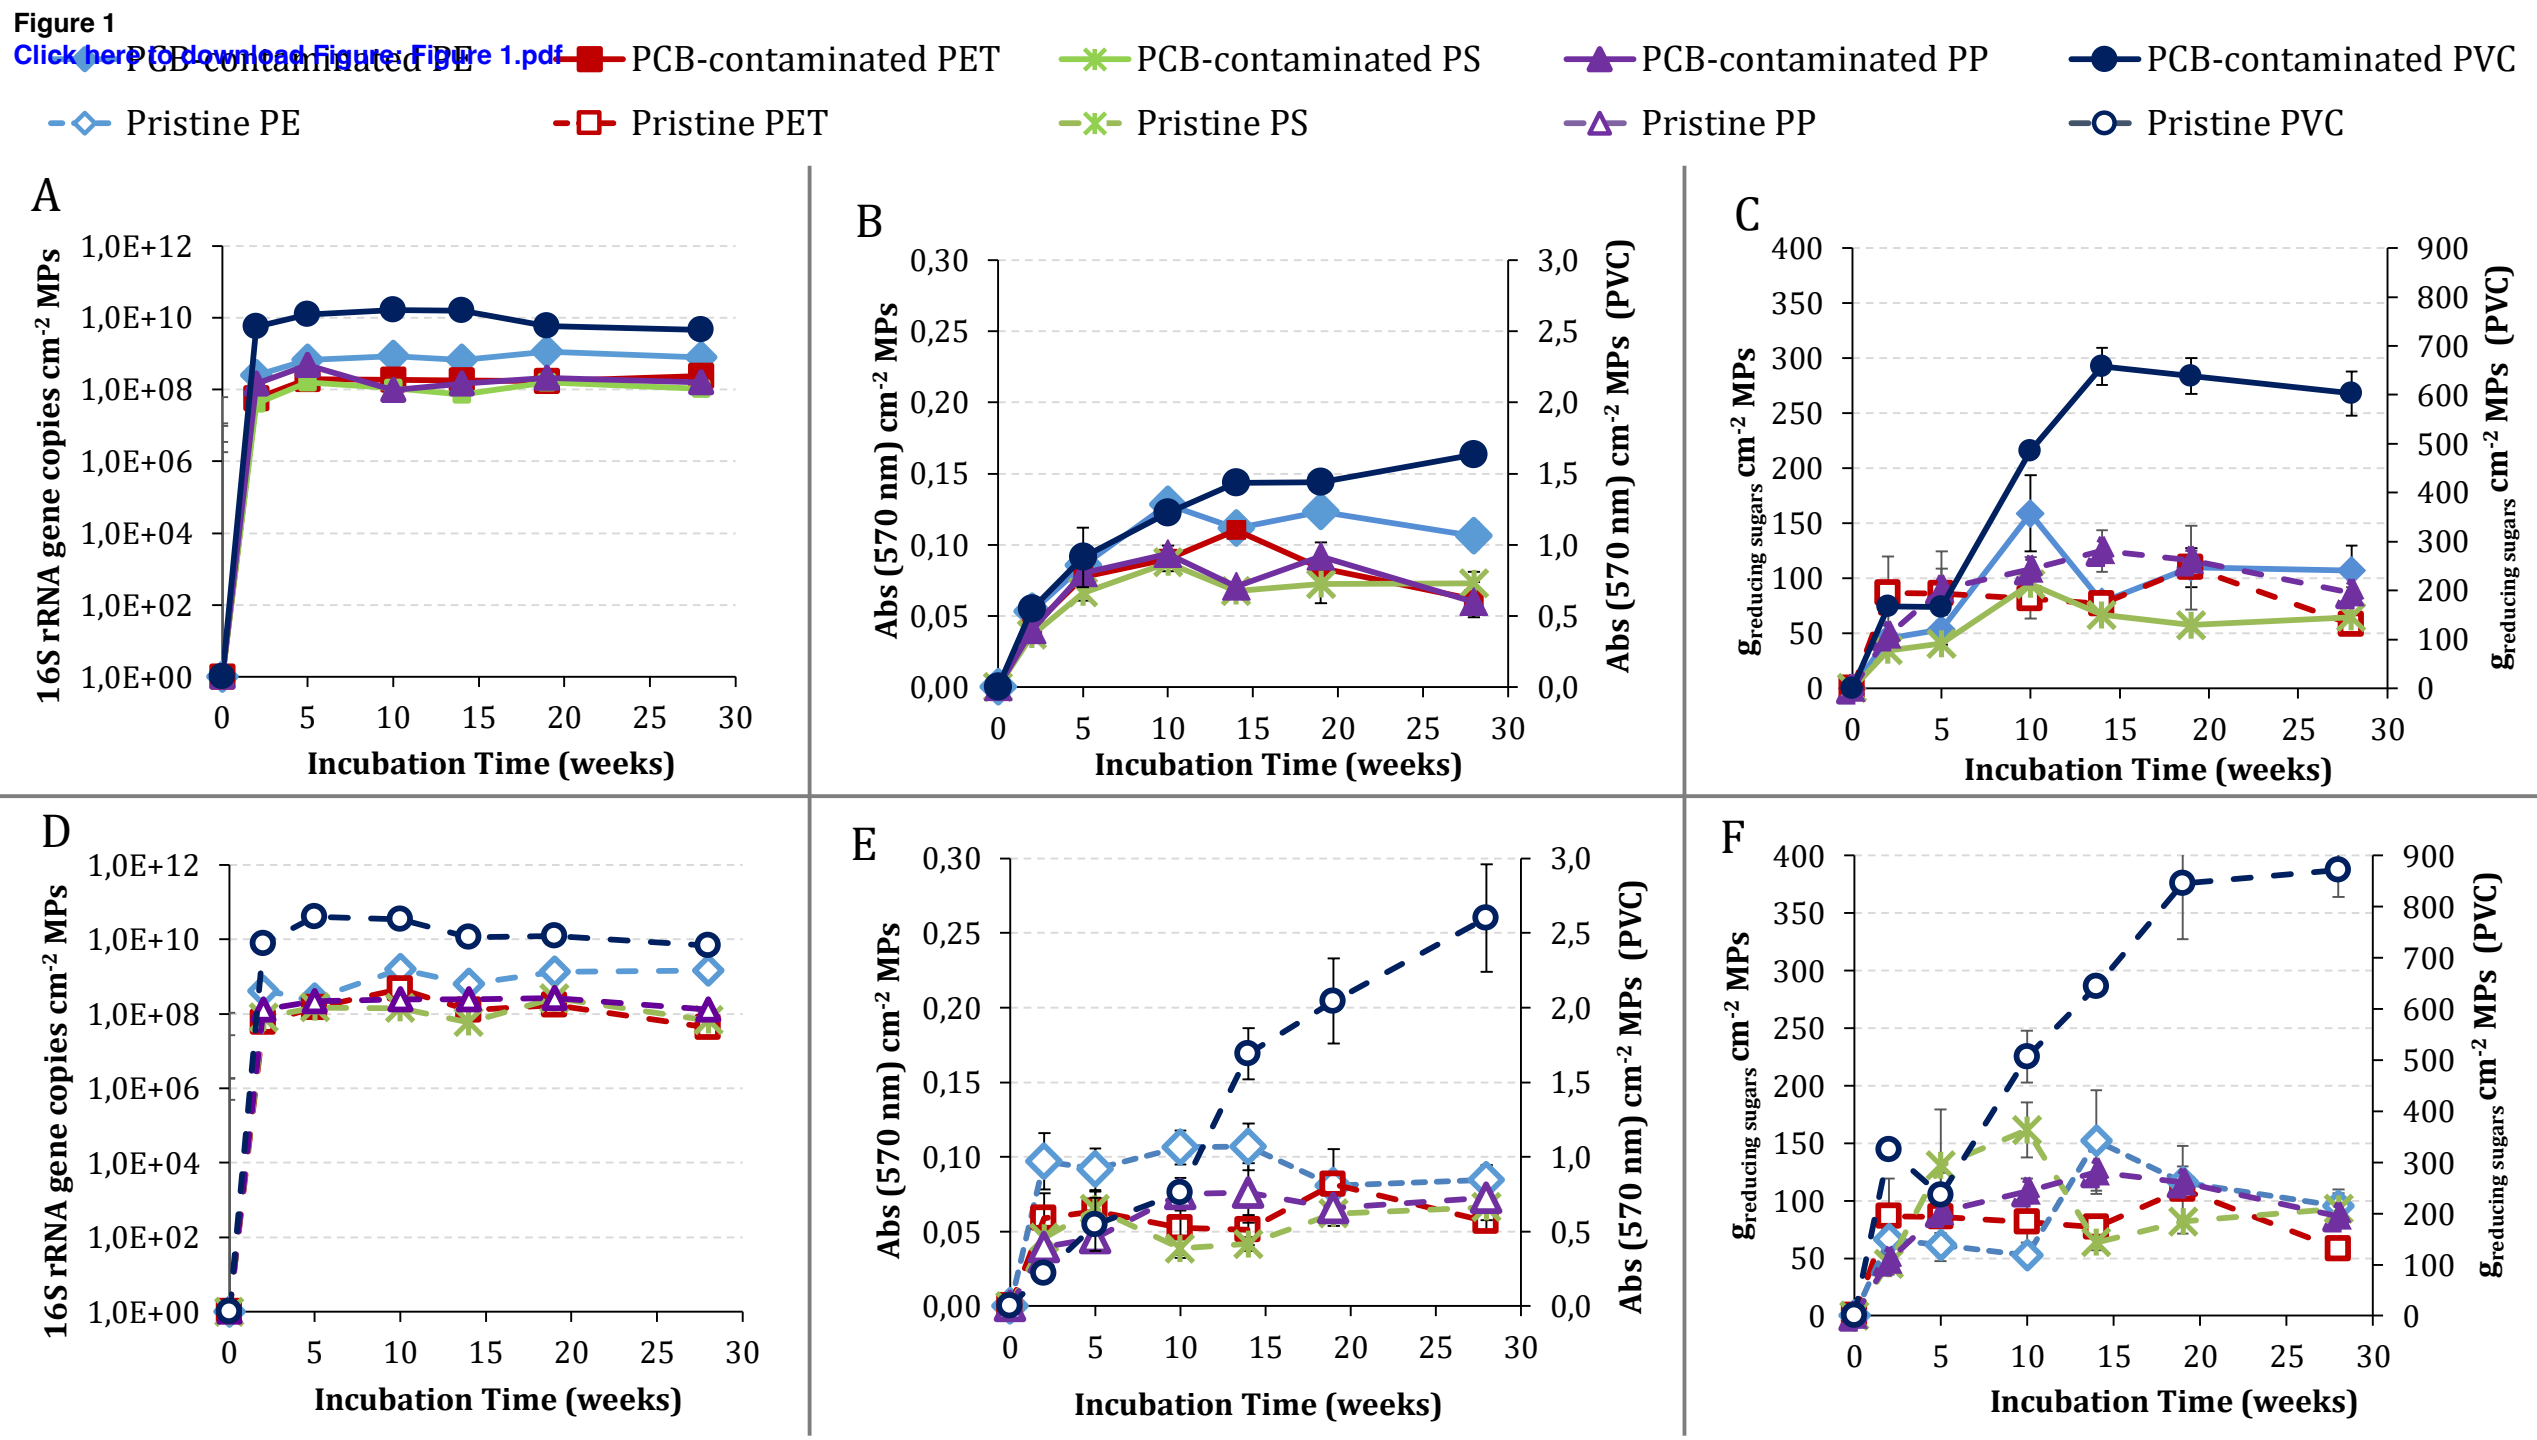 Figure 1
Click here to download Figure: Figure 1.pdf
PCB-contaminated PE
PCB-contaminated PET
PCB-contaminated PS
PCB-contaminated PP
PCB-contaminated PVC
Pristine PE
Pristine PET
Pristine PS
Pristine PP
Pristine PVC
A
16S rRNA gene copies cm-2 MPs
1,0E+12
1,0E+10
1,0E+08
1,0E+06
1,0E+04
1,0E+02
1,0E+00
0 5 10 15 20 25 30
Incubation Time (weeks)
B
Abs (570 nm) cm-2 MPs
0,30
0,25
0,20
0,15
0,10
0,05
0,00
3,0
2,5
2,0
1,5
1,0
0,5
0,0
Abs (570 nm) cm-2 MPs (PVC)
0 5 10 15 20 25 30
Incubation Time (weeks)
C
greducing sugars cm-2 MPs
400
350
300
250
200
150
100
50
0
900
800
700
600
500
400
300
200
100
0
greducing sugars cm-2 MPs (PVC)
0 5 10 15 20 25 30
Incubation Time (weeks)
D
16S rRNA gene copies cm-2 MPs
1,0E+12
1,0E+10
1,0E+08
1,0E+06
1,0E+04
1,0E+02
1,0E+00
0 5 10 15 20 25 30
Incubation Time (weeks)
E
Abs (570 nm) cm-2 MPs
0,30
0,25
0,20
0,15
0,10
0,05
0,00
3,0
2,5
2,0
1,5
1,0
0,5
0,0
Abs (570 nm) cm-2 MPs (PVC)
0 5 10 15 20 25 30
Incubation Time (weeks)
F
greducing sugars cm-2 MPs
400
350
300
250
200
150
100
50
0
900
800
700
600
500
400
300
200
100
0
greducing sugars cm-2 MPs (PVC)
0 5 10 15 20 25 30
Incubation Time (weeks)